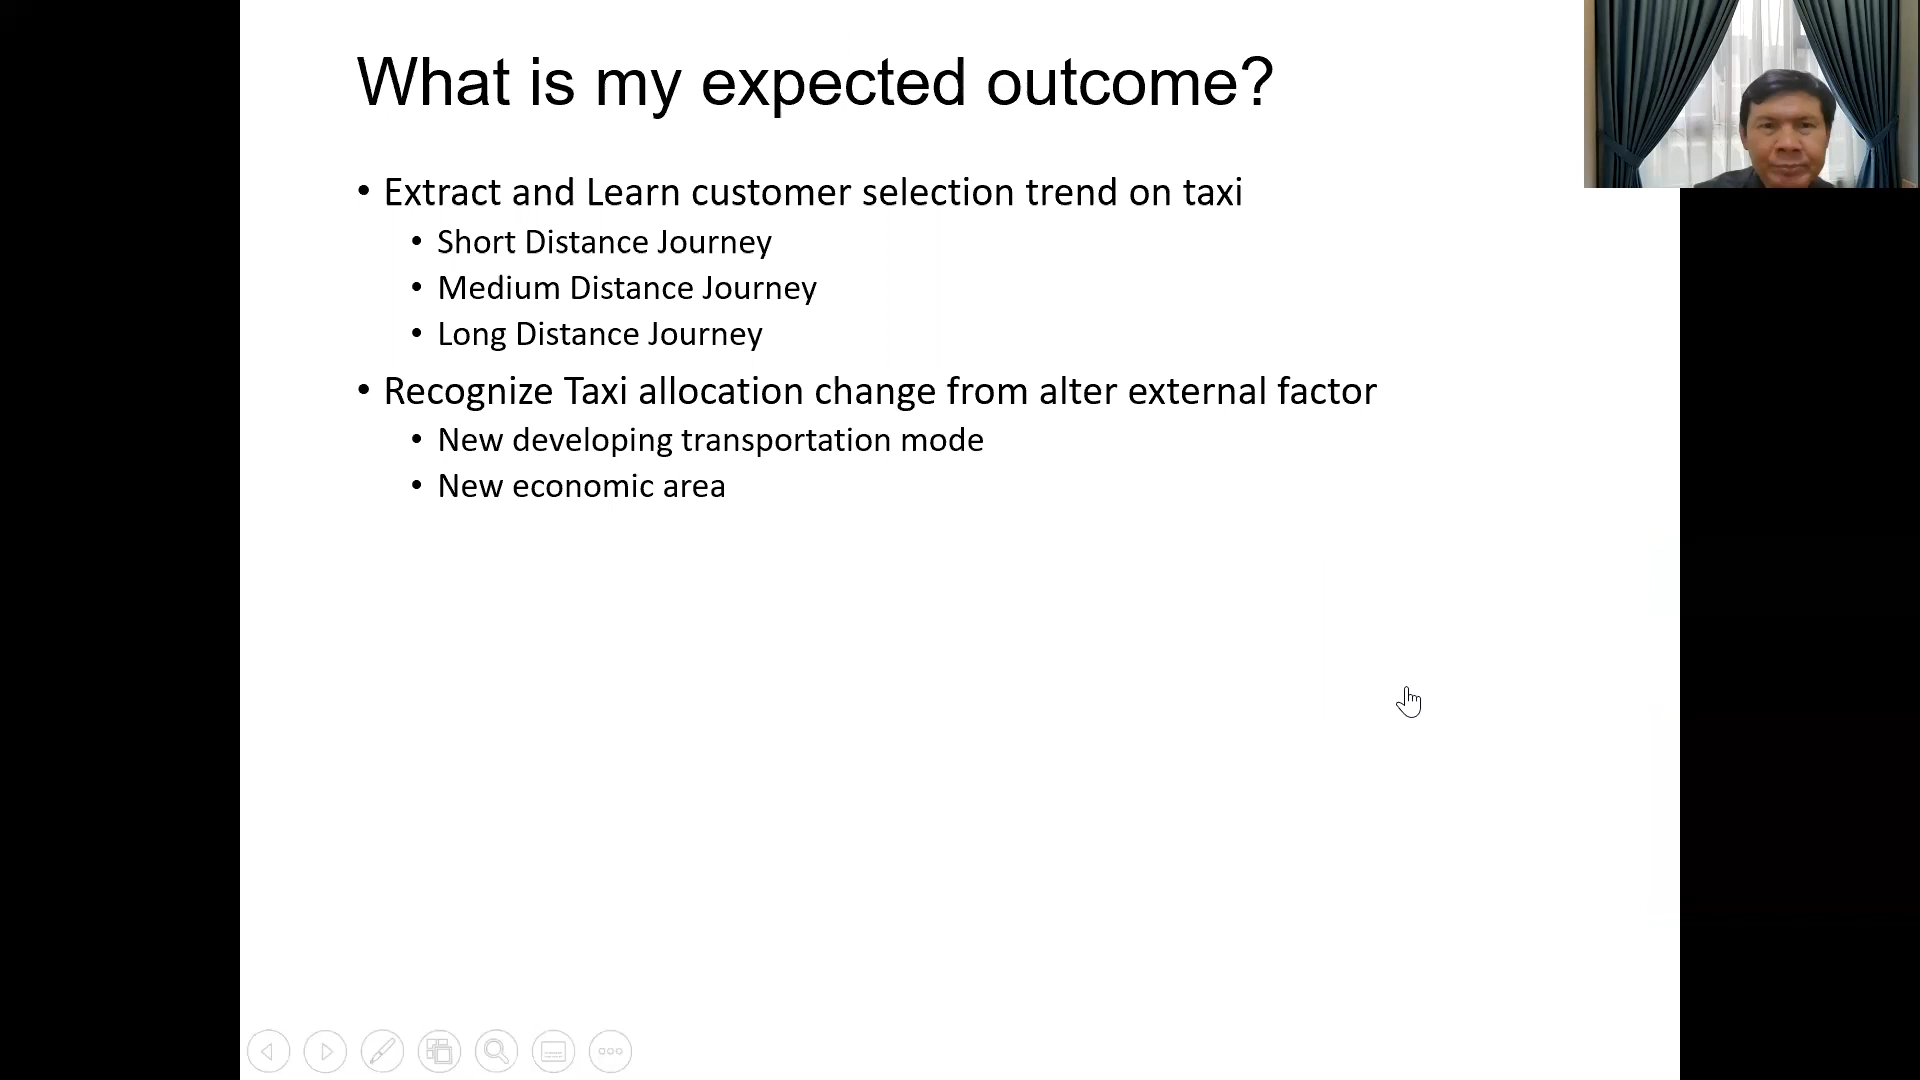 What is my expected outcome?
• Extract and Learn customer selection trend on taxi
• Short Distance Journey
• Medium Distance Journey
• Long Distance Journey
• Recognize Taxi allocation change from alter external factor
• New developing transportation mode
• New economic area